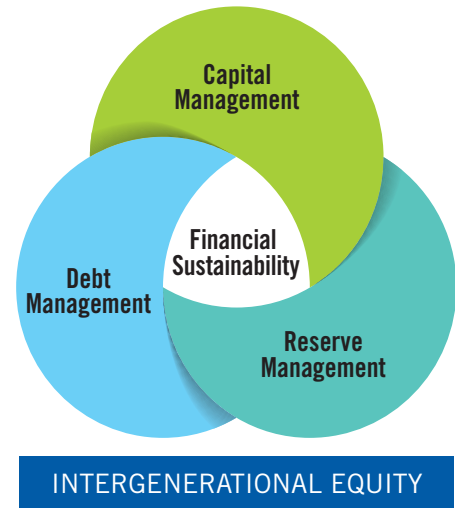 Capital
Management
Financial
Sustainability
Debt
Management
Reserve
Management
INTERGENERATIONAL EQUITY